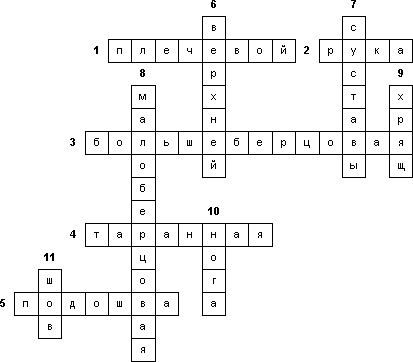 6 7
1 плечевой 2 рука
8 9
3 большеберцовая
10
4 таранная
11
5 подошва
верхней
суставы
малоберцовая
хрящ
нога
шов